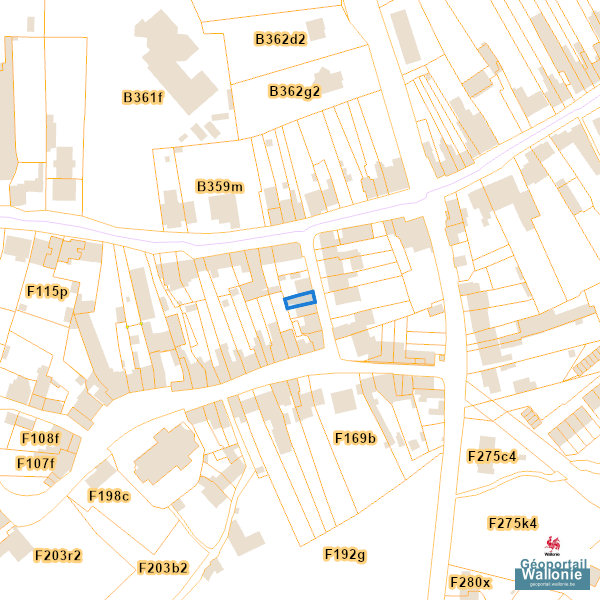 B362d2
B361f
B362g2
B359m
F115p
F108f
F107f
F169b
F275c4
F198c
F275k4
F203r2
F203b2
F192g
F280x
Wallonie
Géoportail
Wallonie
geoportail.wallonie.be